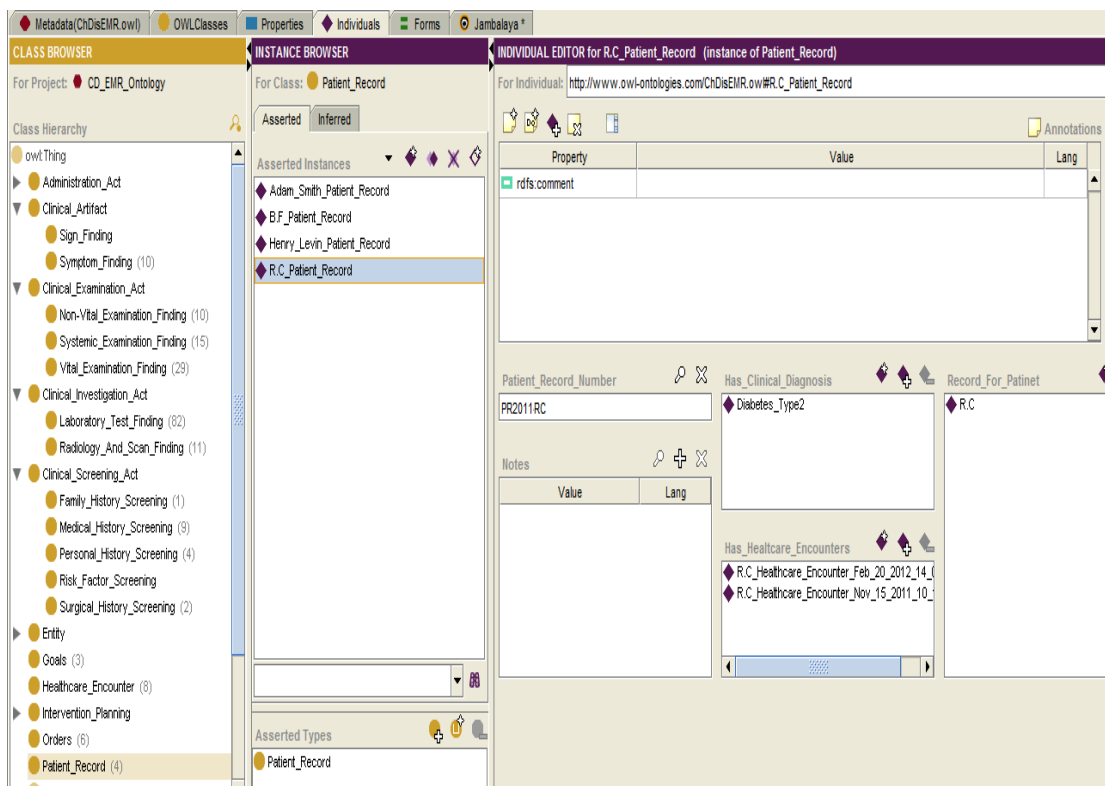 Metadata(ChDisEMR.owl) OWLClasses Properties Individuals Forms Jambalaya *
CLASS BROWSER
For Project: CD_EMR_Ontology
Class Hierarchy
owl:Thing
Administration_Act
Clinical_Artifact
Sign_Finding
Symptom_Finding (10)
Clinical_Examination_Act
Non-Vital_Examination_Finding (10)
Systemic_Examination_Finding (15)
Vital_Examination_Finding (29)
Clinical_Investigation_Act
Laboratory_Test_Finding (82)
Radiology_And_Scan_Finding (11)
Clinical_Screening_Act
Family_History_Screening (1)
Medical_History_Screening (9)
Personal_History_Screening (4)
Risk_Factor_Screening
Surgical_History_Screening (2)
Entity
Goals (3)
Healthcare_Encounter (8)
Intervention_Planning
Orders (6)
Patient_Record (4)
INSTANCE BROWSER
For Class: Patient_Record
Asserted Inferred
Asserted Instances
Adam_Smith_Patient_Record
B.F_Patient_Record
Henry_Levin_Patient_Record
R.C_Patient_Record
Asserted Types
Patient_Record
INDIVIDUAL EDITOR for R.C_Patient_Record (instance of Patient_Record)
For Individual: http://www.owl-ontologies.com/ChDisEMR.owl#R.C_Patient_Record
Annotations
Property Value Lang
rdfs:comment
Patient_Record_Number
PR2011RC
Notes
Value Lang
Has_Clinical_Diagnosis
Diabetes_Type2
Has_Healtcare_Encounters
R.C_Healthcare_Encounter_Feb_20_2012_14_
R.C_Healthcare_Encounter_Nov_15_2011_10_
Record_For_Patinet
R.C